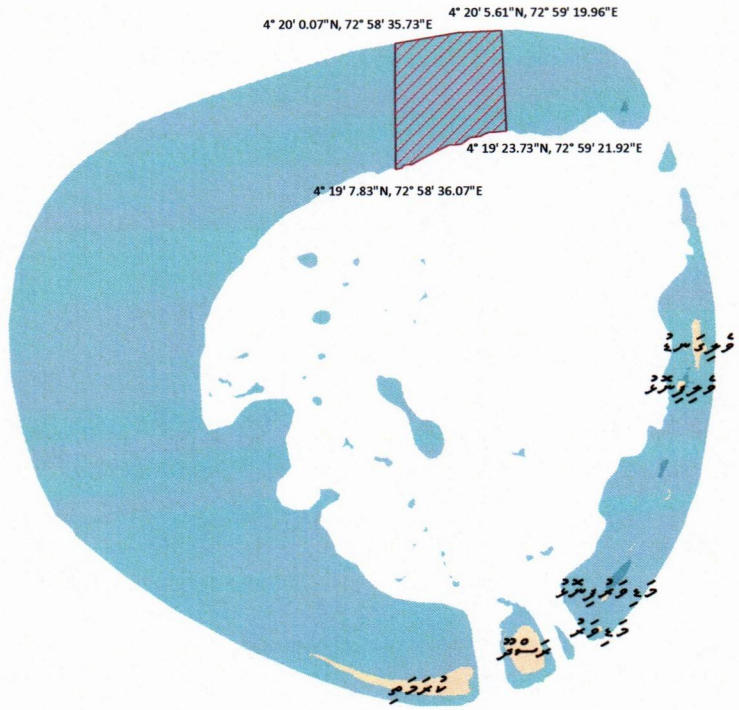 4° 20' 5.61"N, 72° 59' 19.96"E
4° 20' 0.07"N, 72° 58' 35.73"E
4° 19' 23.73"N, 72° 59' 21.92"E
4° 19' 7.83"N, 72° 58' 36.07"E
ވެލިގަނޑު
ވެލިފިނޮޅު
މަޑިވަރުފިނޮޅު
މަޑިވަރު
ރަސްދޫ
ކުރަމަތި